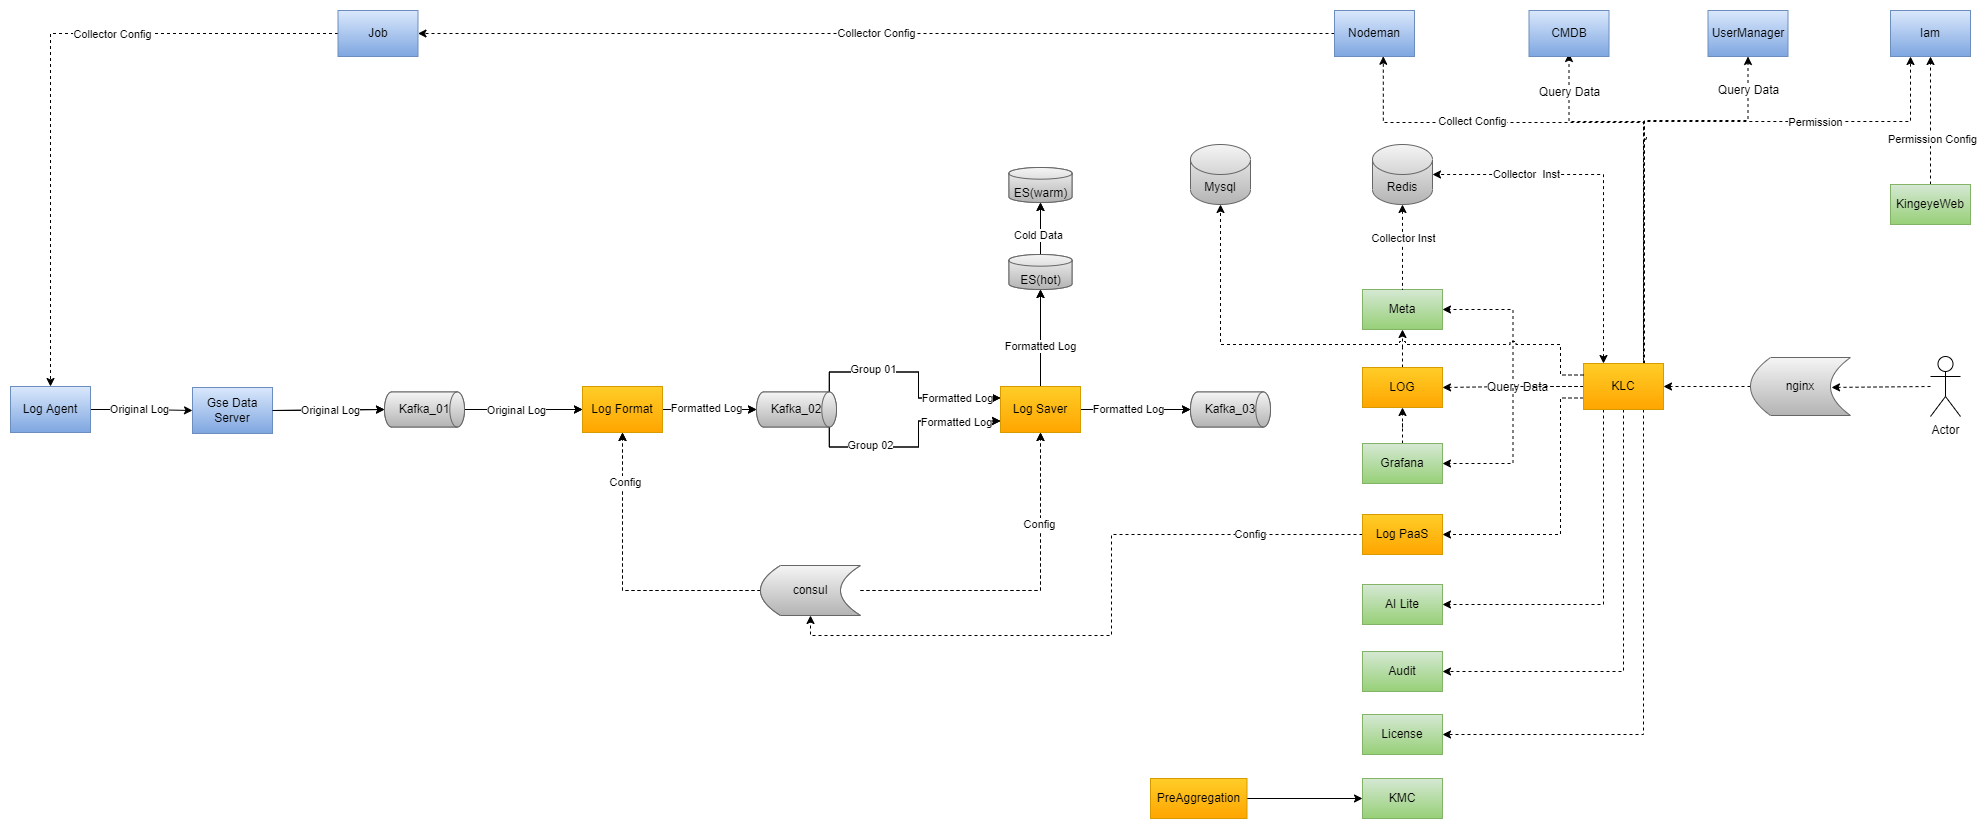 Collector Config
Job
Collector Config
Nodeman
CMDB
UserManager
Iam
Query Data
Query Data
Collect Config
Permission
Permission Config
KingeyeWeb
ES(warm)
Mysql
Redis
Collector  Inst
Cold Data
Collector Inst
ES(hot)
Meta
Formatted Log
Group 01
LOG
Query Data
KLC
nginx
Actor
Log Agent
Original Log
Gse Data
Server
Original Log
Kafka_01
Original Log
Log Format
Formatted Log
Kafka_02
Formatted Log
Formatted Log
Log Saver
Formatted Log
Kafka_03
Group 02
Grafana
Config
Config
Config
Log PaaS
consul
AI Lite
Audit
License
PreAggregation
KMC